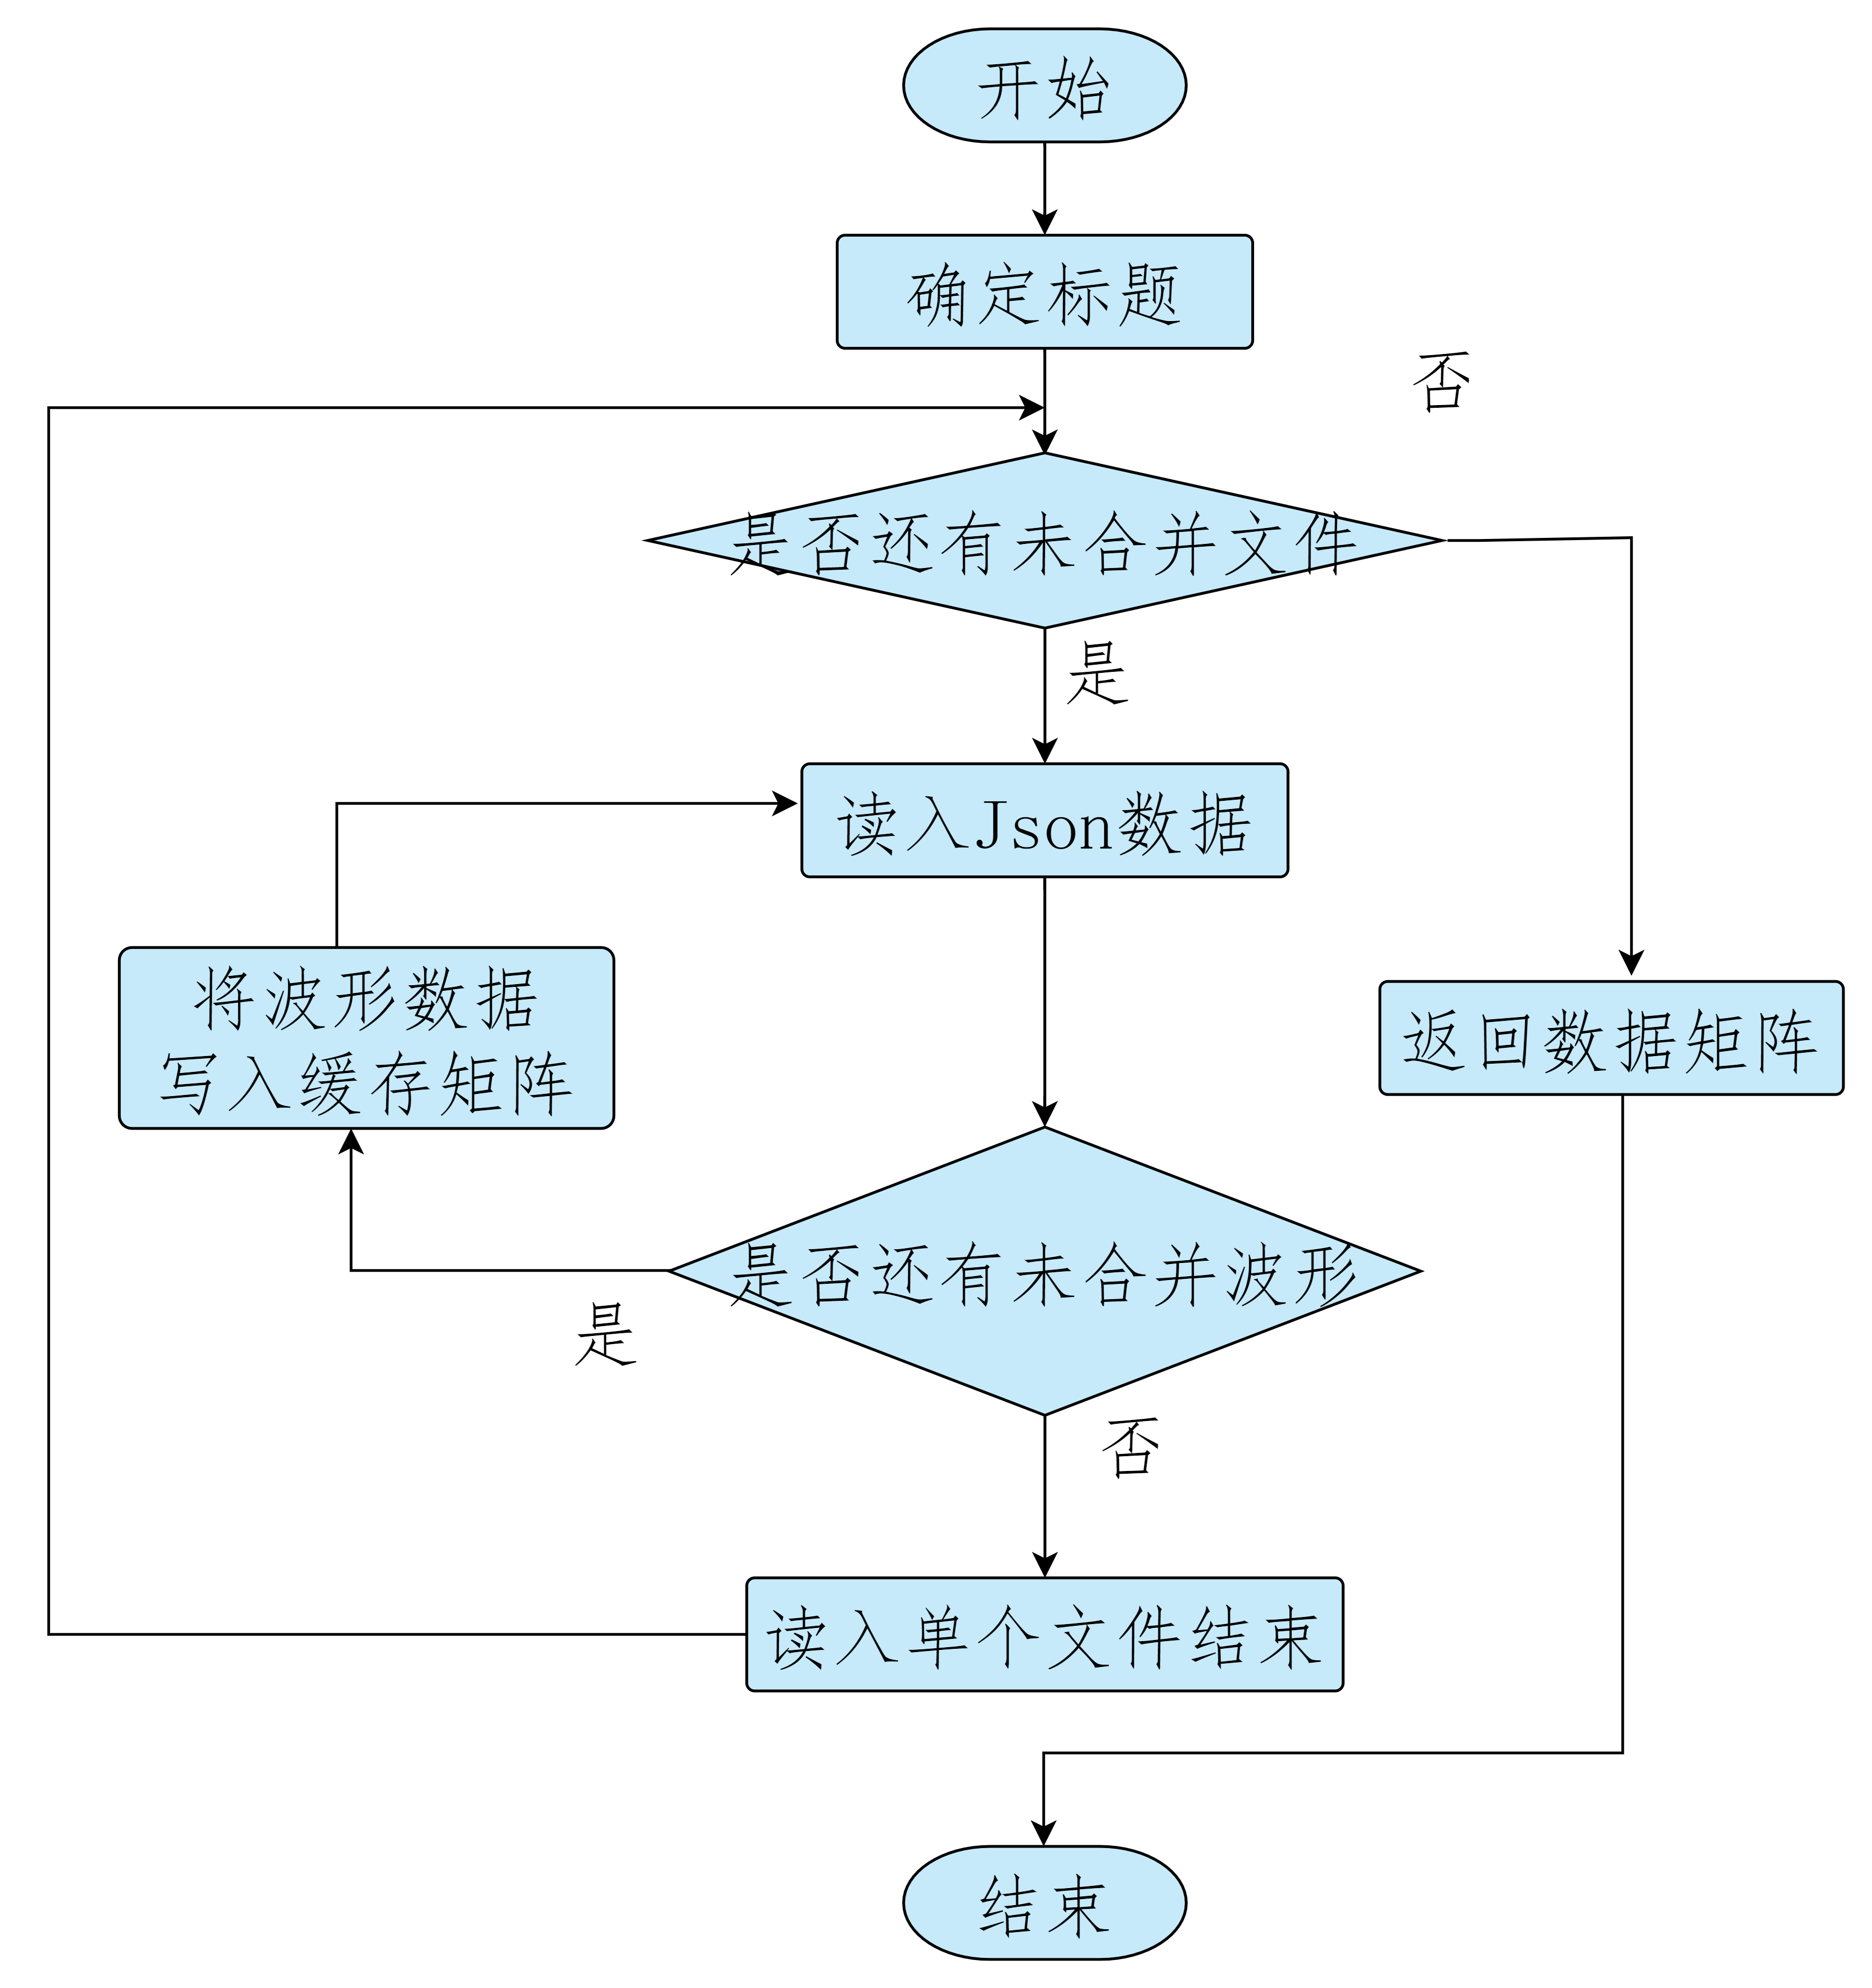 开始
确定标题
否
是否还有未合并文件
是
读入Json数据
将波形数据
写入缓存矩阵
返回数据矩阵
是否还有未合并波形
是
否
读入单个文件结束
结束